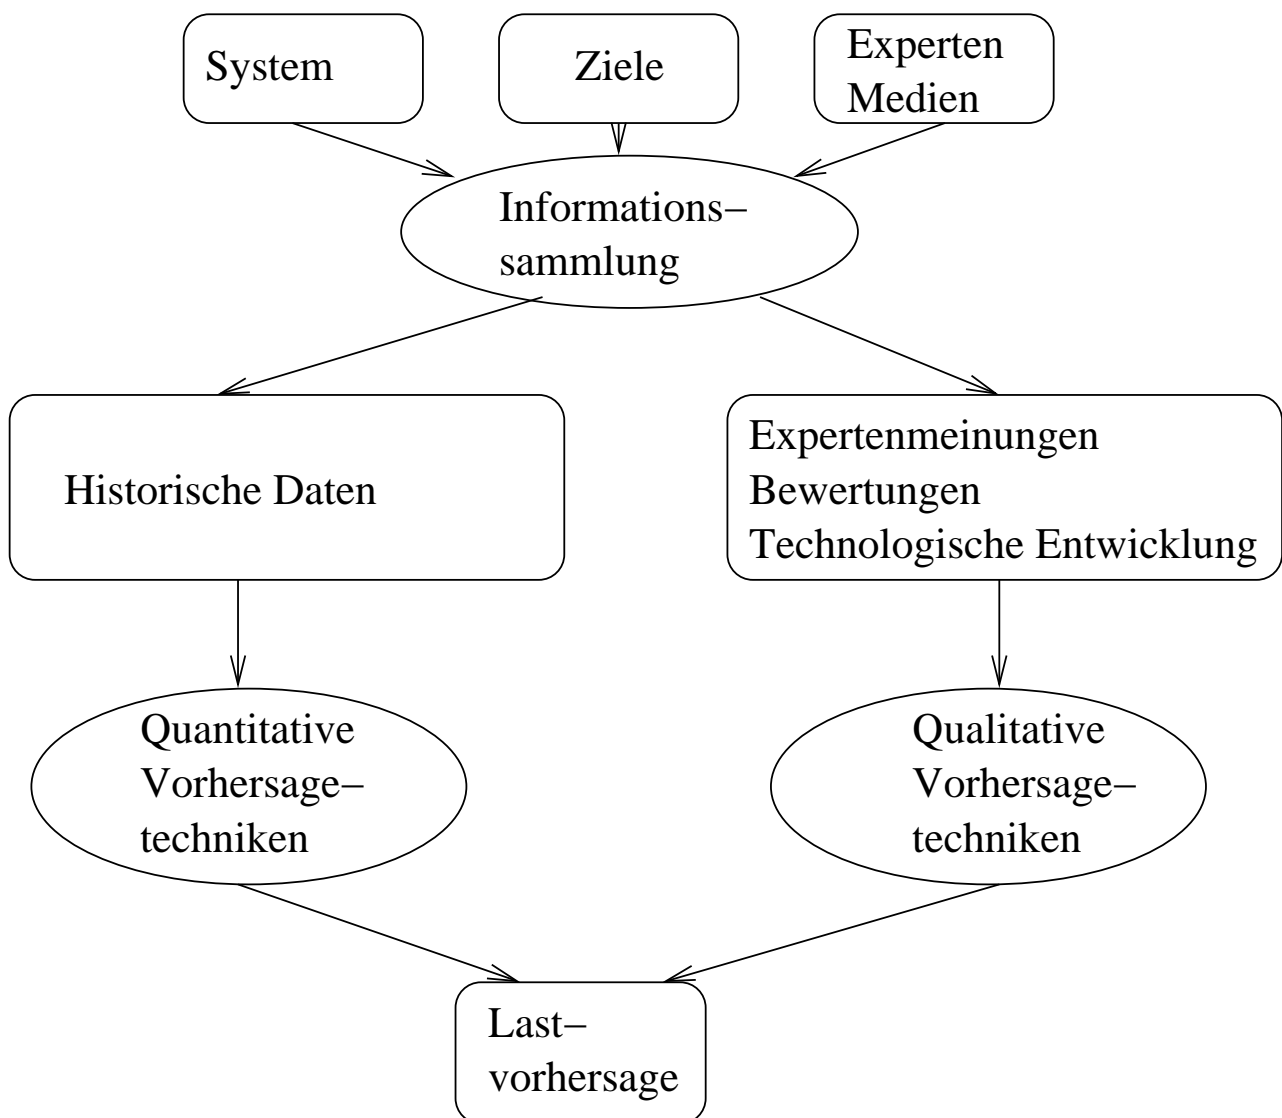 System
Ziele
Experten
Medien
Informations–
sammlung
Historische Daten
Expertenmeinungen
Bewertungen
Technologische Entwicklung
Quantitative
Vorhersage–
techniken
Qualitative
Vorhersage–
techniken
Last–
vorhersage